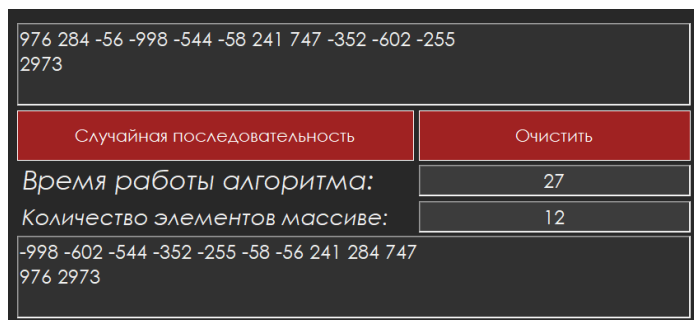 976 284 -56 -998 -544 -58 241 747 -352 -602 -255
2973
Случайная последовательность
Очистить
Время работы алгоритма:
27
Количество элементов массиве:
12
-998 -602 -544 -352 -255 -58 -56 241 284 747
976 2973